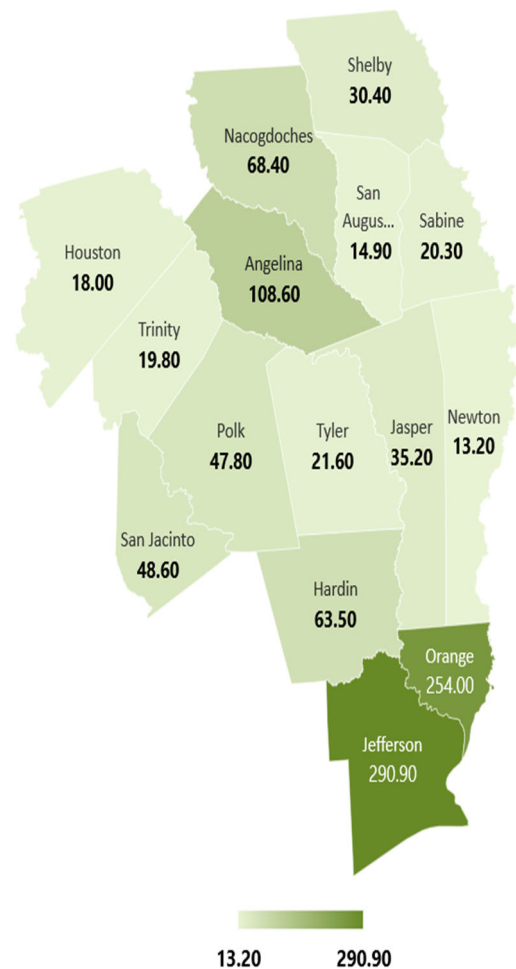 Shelby
30.40
Nacogdoches
68.40
San
Augus...
14.90
Sabine
20.30
Houston
18.00
Angelina
108.60
Trinity
19.80
Polk
47.80
Tyler
21.60
Jasper
35.20
Newton
13.20
San Jacinto
48.60
Hardin
63.50
Orange
254.00
Jefferson
290.90
13.20
290.90